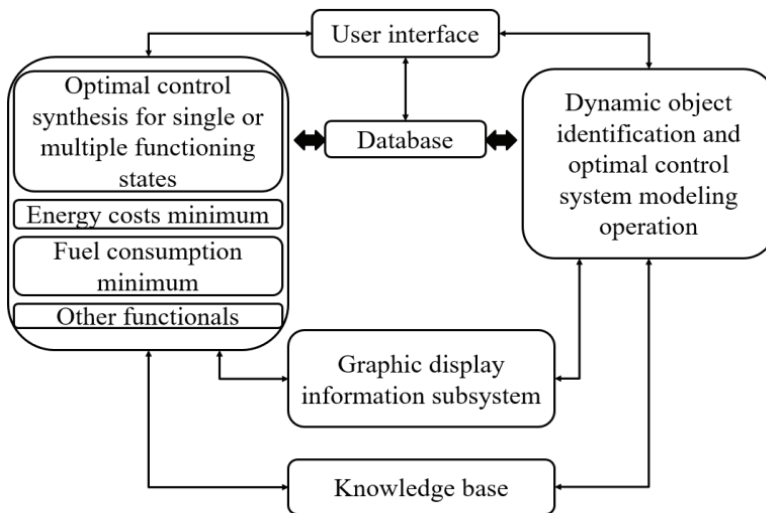 User interface
Optimal control
synthesis for single or
multiple functioning
states
Energy costs minimum
Fuel consumption
minimum
Other functionals
Database
Dynamic object
identification and
optimal control
system modeling
operation
Graphic display
information subsystem
Knowledge base